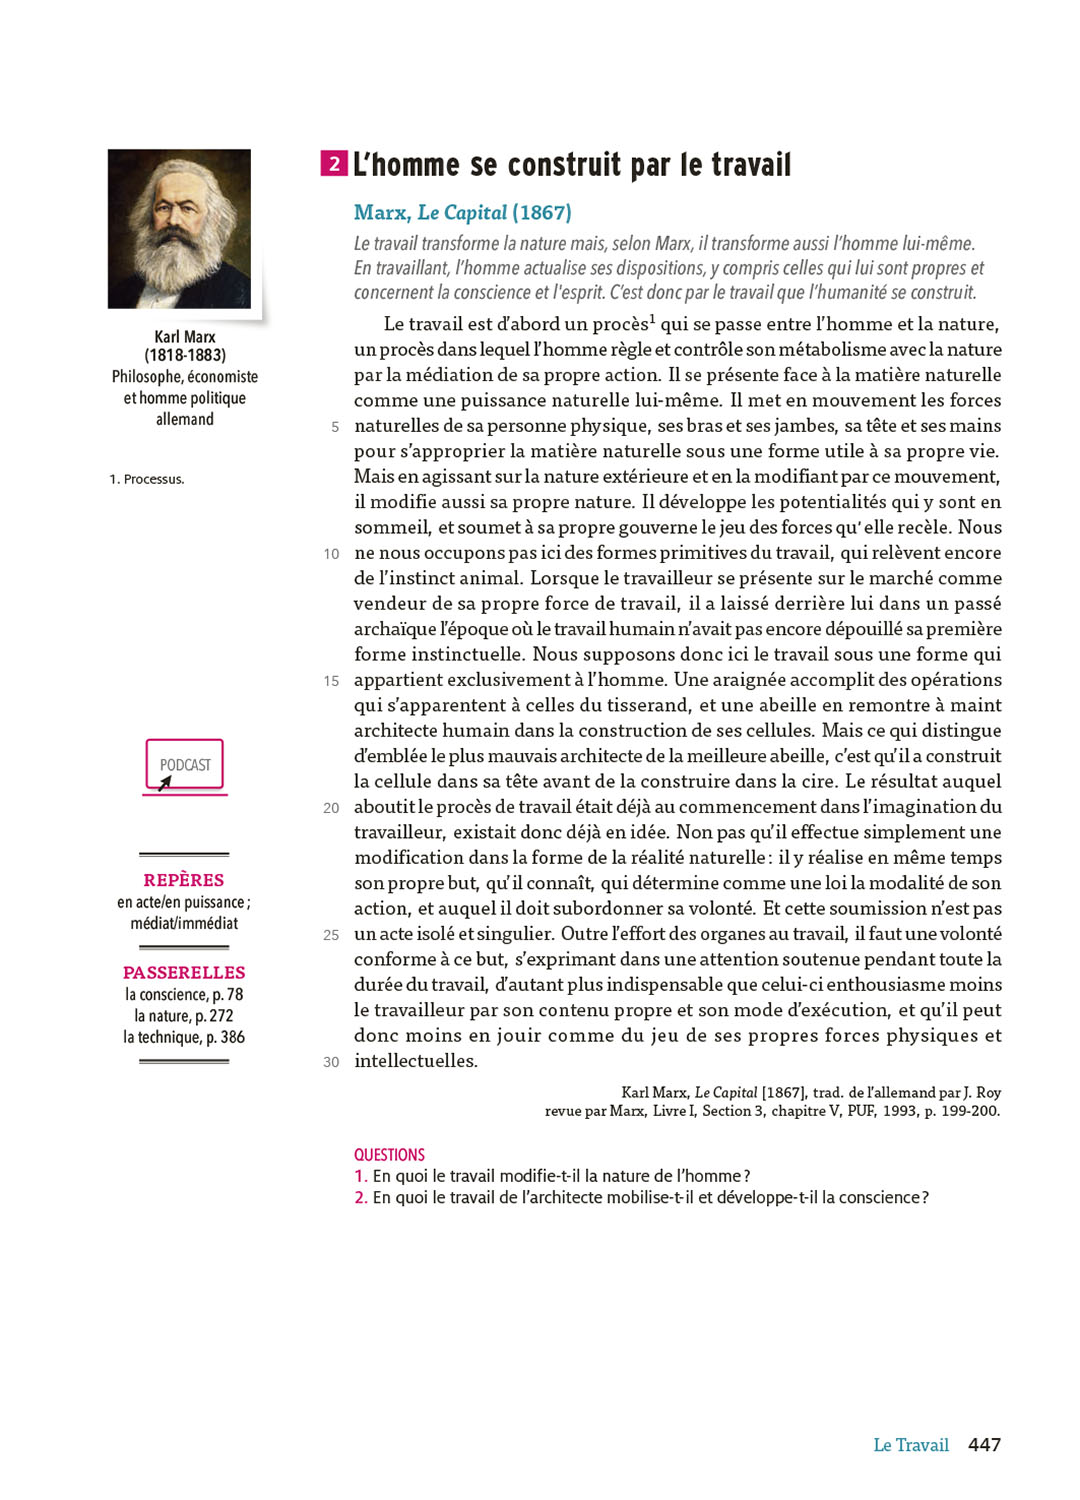 2 L'homme se construit par le travail
Marx, Le Capital (1867)
Le travail transforme la nature mais, selon Marx, il transforme aussi l'homme lui-même.
En travaillant, l'homme actualise ses dispositions, y compris celles qui lui sont propres et
concernent la conscience et l'esprit. C'est donc par le travail que l'humanité se construit.
Karl Marx
(1818-1883)
Philosophe, économiste
et homme politique
allemand
1. Processus.
Le travail est d'abord un procès¹ qui se passe entre l'homme et la nature,
un procès dans lequel l'homme règle et contrôle son métabolisme avec la nature
par la médiation de sa propre action. Il se présente face à la matière naturelle
comme une puissance naturelle lui-même. Il met en mouvement les forces
5 naturelles de sa personne physique, ses bras et ses jambes, sa tête et ses mains
pour s'approprier la matière naturelle sous une forme utile à sa propre vie.
Mais en agissant sur la nature extérieure et en la modifiant par ce mouvement,
il modifie aussi sa propre nature. Il développe les potentialités qui y sont en
sommeil, et soumet à sa propre gouverne le jeu des forces qu'elle recèle. Nous
10 ne nous occupons pas ici des formes primitives du travail, qui relèvent encore
de l'instinct animal. Lorsque le travailleur se présente sur le marché comme
vendeur de sa propre force de travail, il a laissé derrière lui dans un passé
archaïque l'époque où le travail humain n'avait pas encore dépouillé sa première
forme instinctuelle. Nous supposons donc ici le travail sous une forme qui
15 appartient exclusivement à l'homme. Une araignée accomplit des opérations
qui s'apparentent à celles du tisserand, et une abeille en remontre à maint
architecte humain dans la construction de ses cellules. Mais ce qui distingue
d'emblée le plus mauvais architecte de la meilleure abeille, c'est qu'il a construit
la cellule dans sa tête avant de la construire dans la cire. Le résultat auquel
20 aboutit le procès de travail était déjà au commencement dans l'imagination du
travailleur, existait donc déjà en idée. Non pas qu'il effectue simplement une
modification dans la forme de la réalité naturelle : il y réalise en même temps
son propre but, qu'il connaît, qui détermine comme une loi la modalité de son
action, et auquel il doit subordonner sa volonté. Et cette soumission n'est pas
25 un acte isolé et singulier. Outre l'effort des organes au travail, il faut une volonté
conforme à ce but, s'exprimant dans une attention soutenue pendant toute la
durée du travail, d'autant plus indispensable que celui-ci enthousiasme moins
le travailleur par son contenu propre et son mode d'exécution, et qu'il peut
donc moins en jouir comme du jeu de ses propres forces physiques et
30 intellectuelles.
Karl Marx, Le Capital [1867], trad. de l'allemand par J. Roy
revue par Marx, Livre I, Section 3, chapitre V, PUF, 1993, p. 199-200.
PODCAST
REPÈRES
en acte/en puissance ;
médiat/immédiat
PASSERELLES
la conscience, p. 78
la nature, p. 272
la technique, p. 386
QUESTIONS
1. En quoi le travail modifie-t-il la nature de l'homme ?
2. En quoi le travail de l'architecte mobilise-t-il et développe-t-il la conscience ?
Le Travail 447